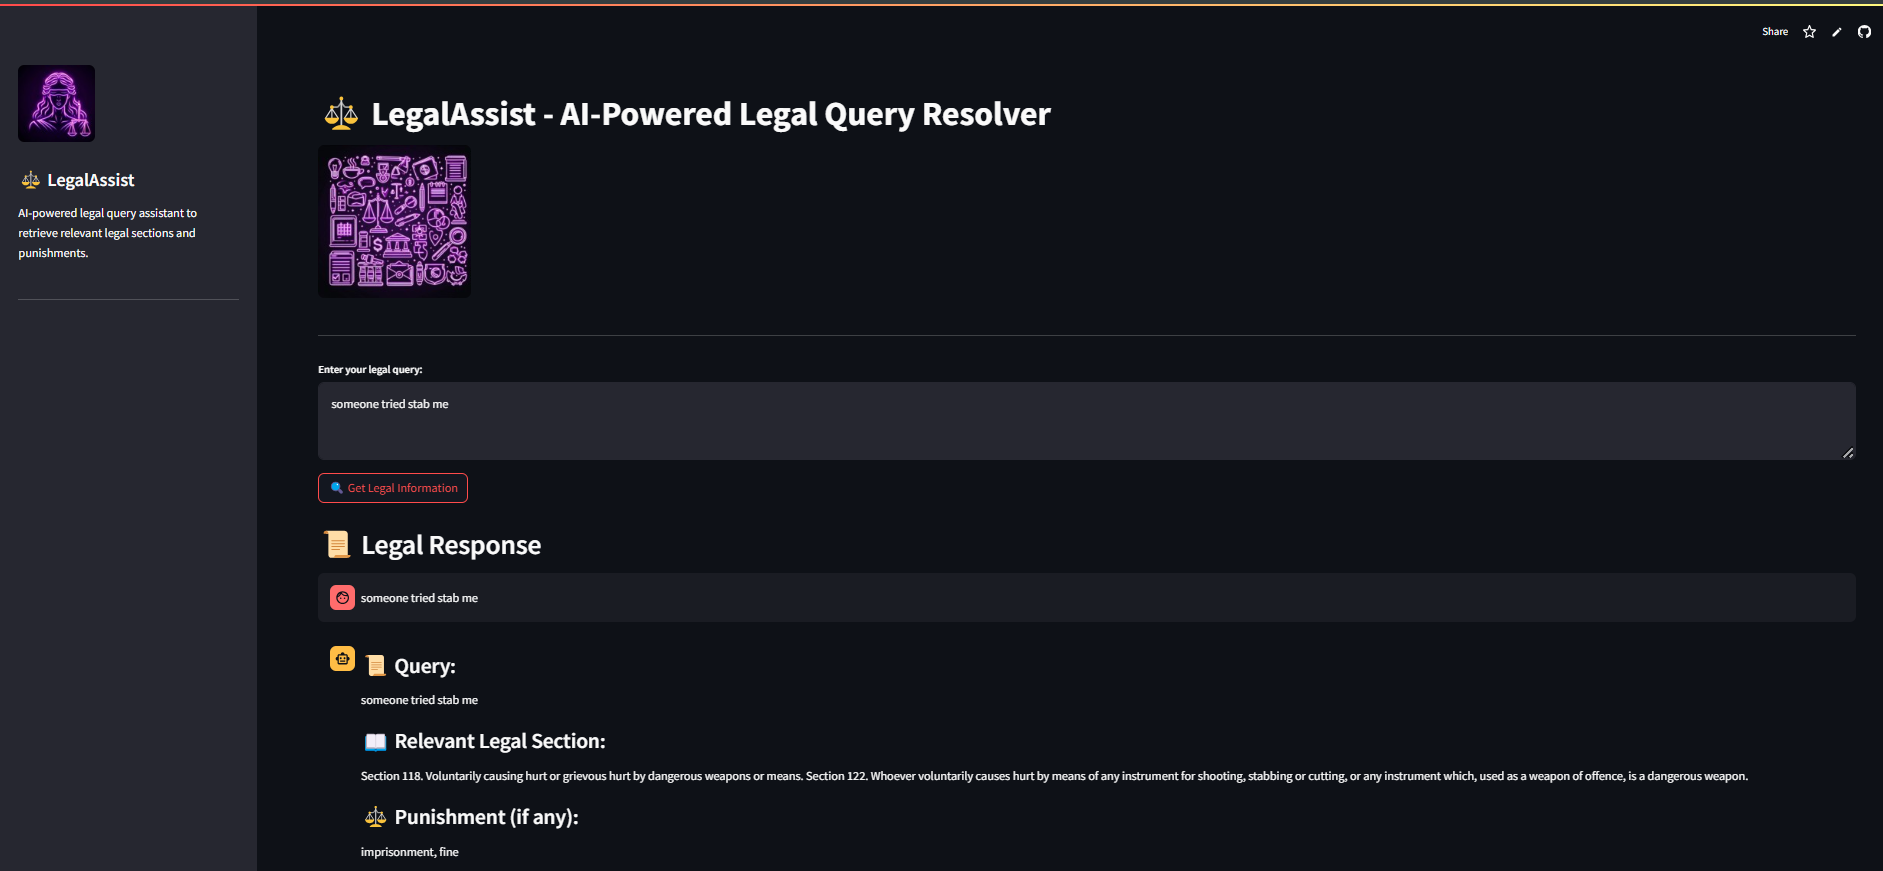 Share
LegalAssist
AI-powered legal query assistant to
retrieve relevant legal sections and
punishments.
LegalAssist - AI-Powered Legal Query Resolver
Enter your legal query:
someone tried stab me
Get Legal Information
Legal Response
someone tried stab me
Query:
someone tried stab me
Relevant Legal Section:
Section 118. Voluntarily causing hurt or grievous hurt by dangerous weapons or means. Section 122. Whoever voluntarily causes hurt by means of any instrument for shooting, stabbing or cutting, or any instrument which, used as a weapon of offence, is a dangerous weapon.
Punishment (if any):
imprisonment, fine